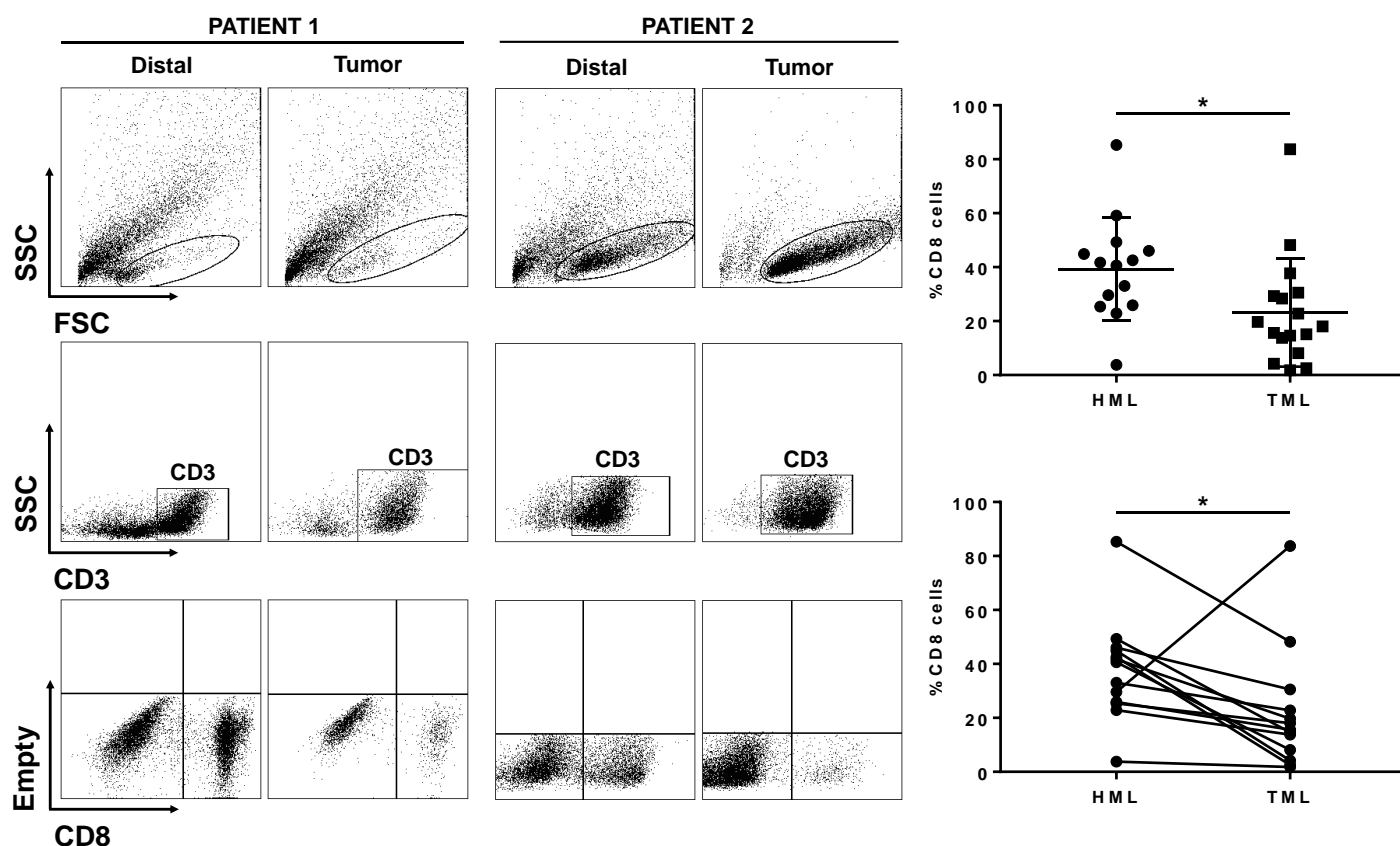 PATIENT 1
Distal
Tumor
SSC
FSC
CD3
CD3
SSC
CD3
Empty
CD8
PATIENT 2
Distal
Tumor
CD3
CD3
100
80
60
40
20
0
%CD8 cells
*
HML
TML
100
80
60
40
20
0
%CD8 cells
*
HML
TML